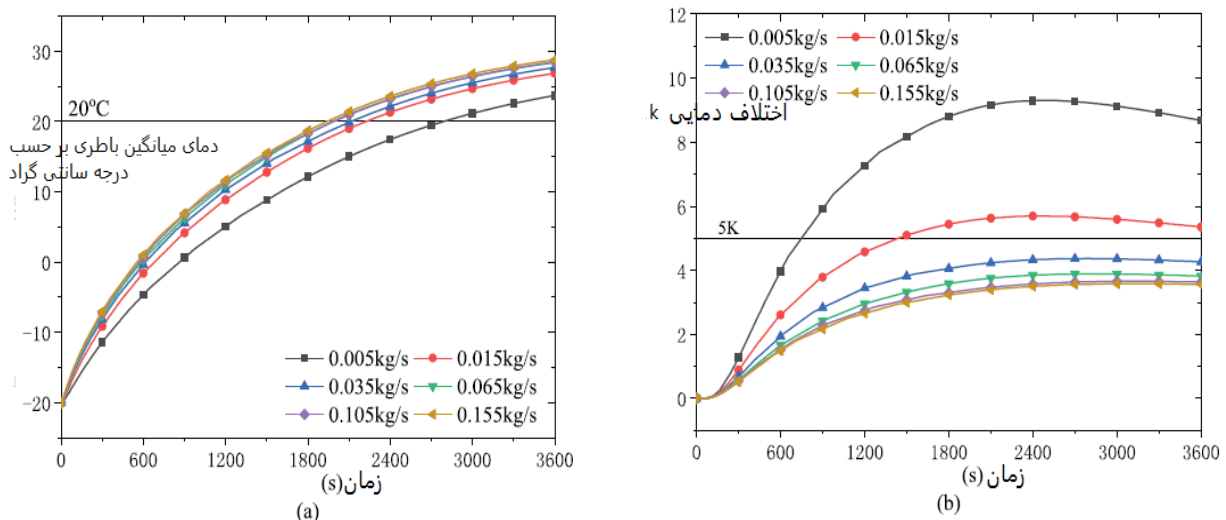 30
20
10
0
-10
-20
20°C
دمای میانگین باطری بر حسب
درجه سانتی گراد
0.005kg/s 0.015kg/s
0.035kg/s 0.065kg/s
0.105kg/s 0.155kg/s
0 600 1200 1800 2400 3000 3600
زمان(s)
(a)
12
10
8
6
4
2
0
0.005kg/s 0.015kg/s
0.035kg/s 0.065kg/s
0.105kg/s 0.155kg/s
اختلاف دمایی k
5K
0 600 1200 1800 2400 3000 3600
زمان(s)
(b)